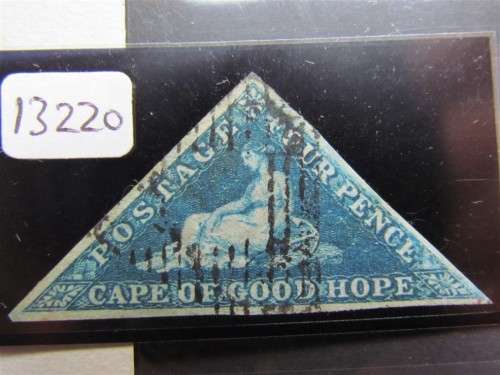 13220
POSTAGE
FOUR PENCE
CAPE OF GOOD HOPE